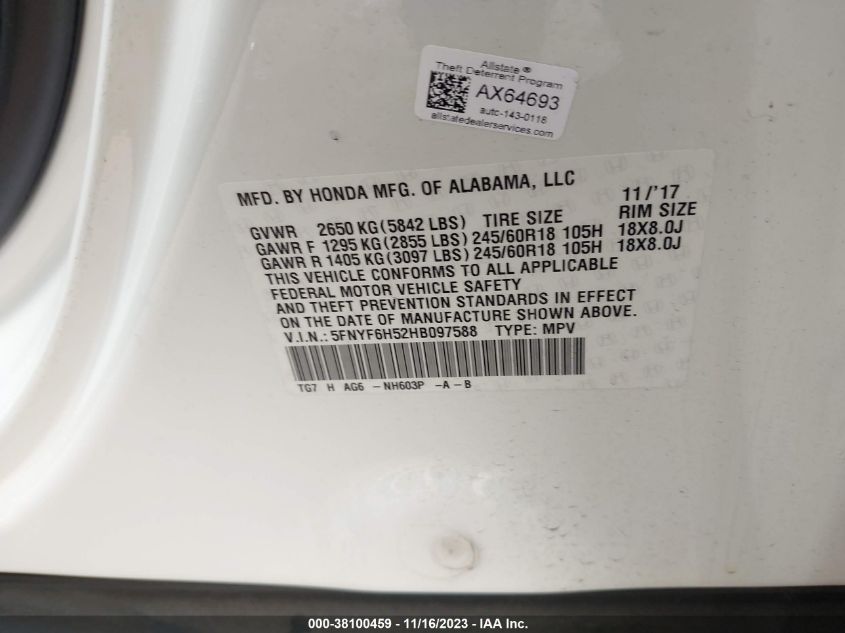 Allstate ®
Theft Deterrent Program
AX64693
autc-143-0118
allstatedealerservices.com
MFD. BY HONDA MFG. OF ALABAMA, LLC 11/'17
GVWR 2650 KG(5842 LBS) TIRE SIZE RIM SIZE
GAWR F 1295 KG(2855 LBS) 245/60R18 105H 18X8.0J
GAWR R 1405 KG(3097 LBS) 245/60R18 105H 18X8.0J
THIS VEHICLE CONFORMS TO ALL APPLICABLE
FEDERAL MOTOR VEHICLE SAFETY
AND THEFT PREVENTION STANDARDS IN EFFECT
ON THE DATE OF MANUFACTURE SHOWN ABOVE.
V.I.N.: 5FNYF6H52HB097588 TYPE: MPV
TG7 H AG6 -NH603P -A-B
000-38100459 - 11/16/2023 - IAA Inc.